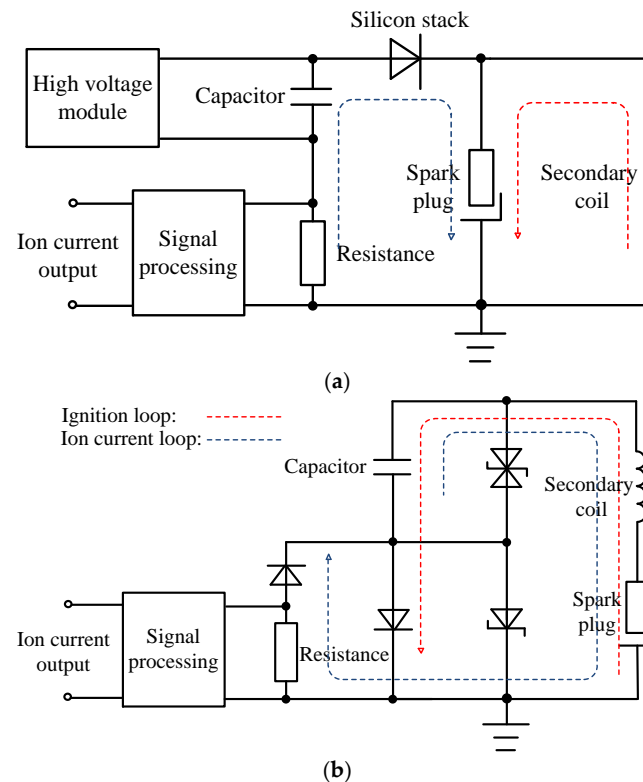 Silicon stack
High voltage
module
Capacitor
Spark
plug
Secondary
coil
Ion current
output
Signal
processing
Resistance
(a)
Ignition loop:
Ion current loop:
Capacitor
Secondary
coil
Spark
plug
Ion current
output
Signal
processing
Resistance
(b)